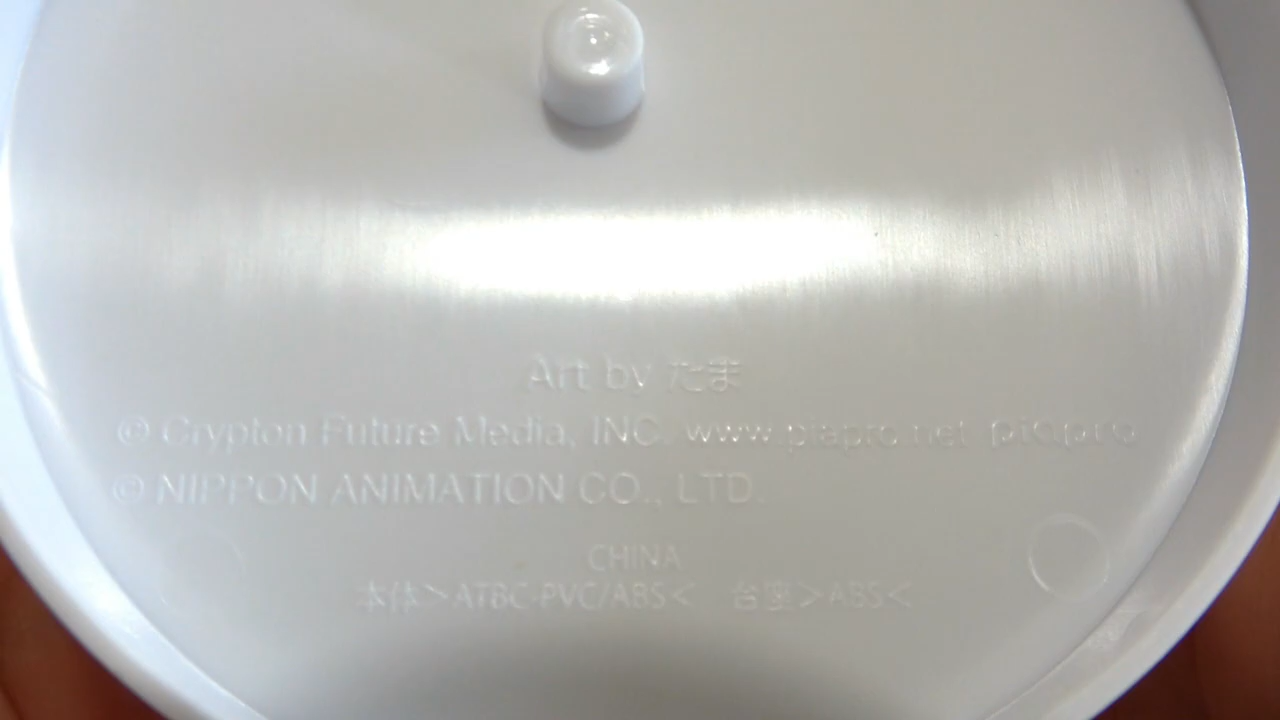 Art by たま
© Crypton Future Media, INC. www.piapro.net piapro
© NIPPON ANIMATION CO., LTD.
CHINA
本体＞ATBC-PVC/ABS＜ 台座＞ABS＜